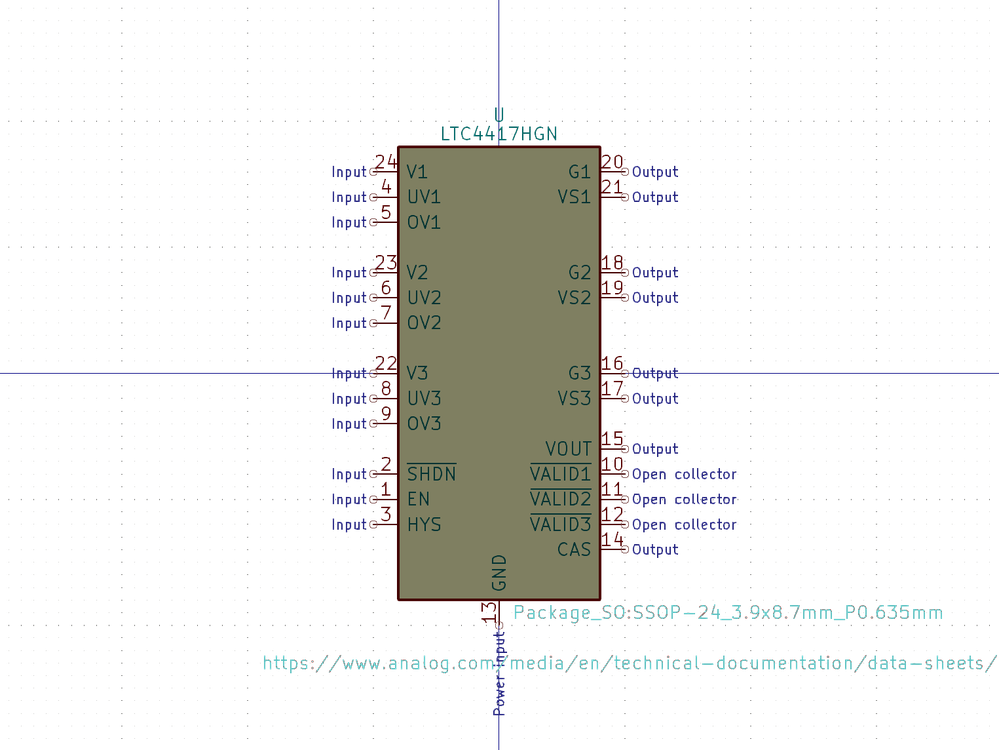 U
LTC4417HGN
Input 24 V1 G1 20 Output
Input 4 UV1 VS1 21 Output
Input 5 OV1
Input 23 V2 G2 18 Output
Input 6 UV2 VS2 19 Output
Input 7 OV2
Input 22 V3 G3 16 Output
Input 8 UV3 VS3 17 Output
Input 9 OV3
VOUT 15 Output
Input 2 SHDN VALID1 10 Open collector
Input 1 EN VALID2 11 Open collector
Input 3 HYS VALID3 12 Open collector
CAS 14 Output
GND
13
Power input
Package_SO:SSOP-24_3.9x8.7mm_P0.635mm
https://www.analog.com/media/en/technical-documentation/data-sheets/